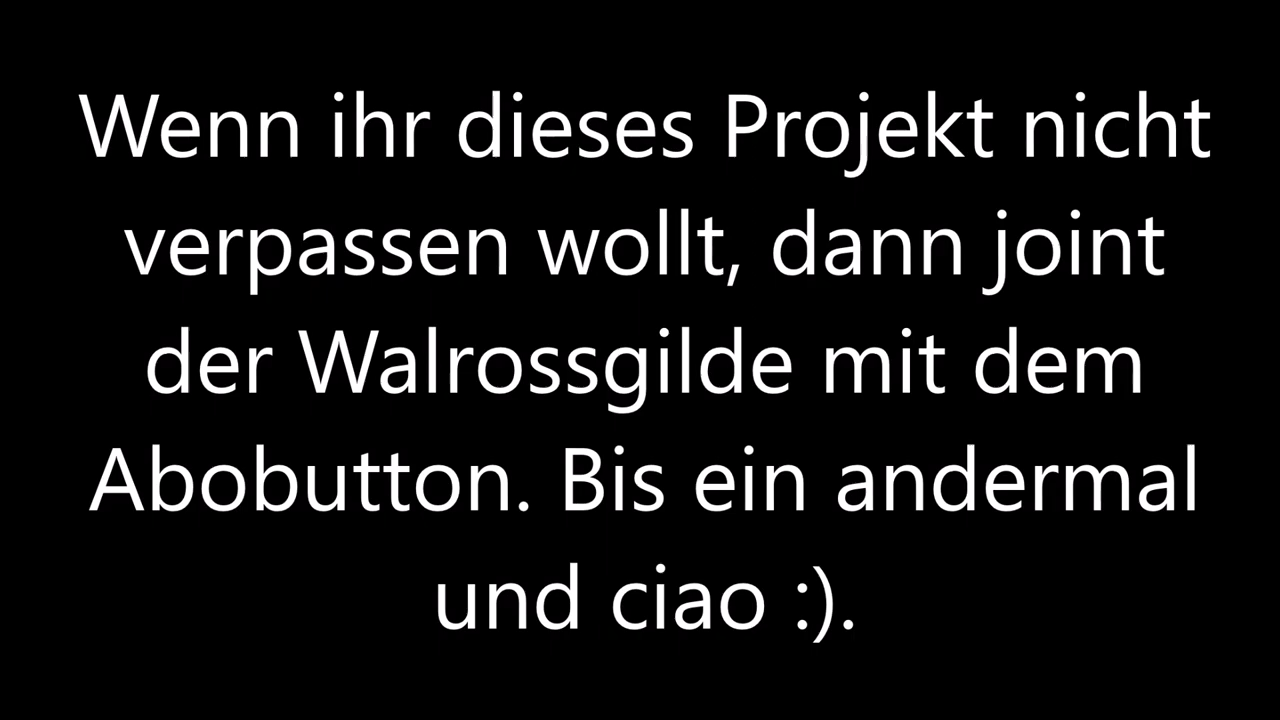 Wenn ihr dieses Projekt nicht
verpassen wollt, dann joint
der Walrossgilde mit dem
Abobutton. Bis ein andermal
und ciao :).